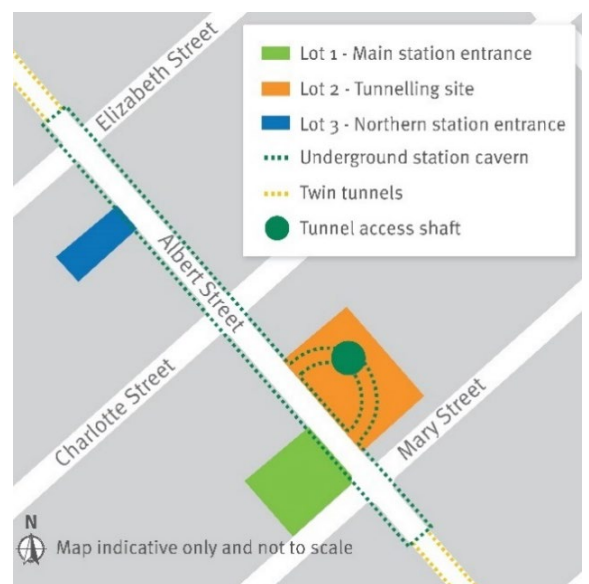 Elizabeth Street
Lot 1 - Main station entrance
Lot 2 - Tunnelling site
Lot 3 - Northern station entrance
Underground station cavern
Twin tunnels
Tunnel access shaft
Albert Street
Charlotte Street
Mary Street
N
Map indicative only and not to scale